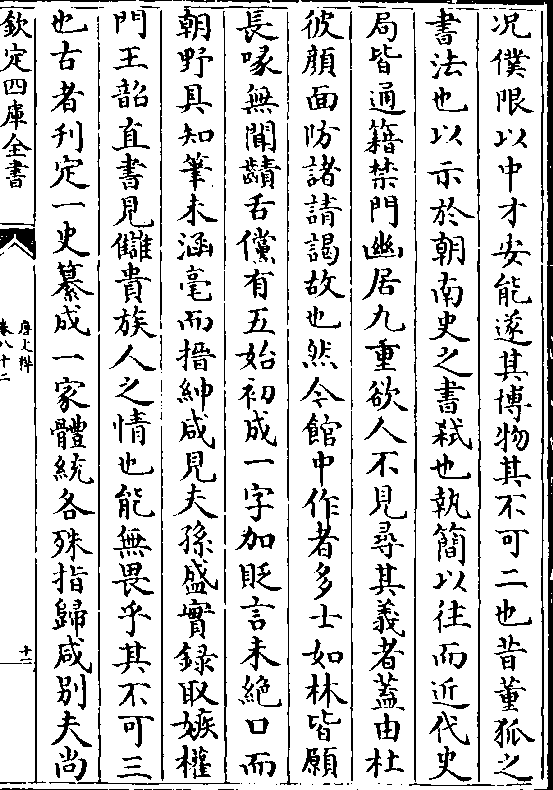 况僕限以中才安能遂其博物其不可二也昔董狐之
書法也以示於朝南史之書弑也執簡以往而近代史
局皆通籍禁門幽居九重欲人不見尋其義者蓋由杜
彼顔面防諸請謁故也然今館中作者多士如林皆願
長喙無聞齰舌儻有五始初成一字加貶言未絶口而
朝野具知筆未涵毫而搢紳咸見夫孫盛實録取嫉權
門王韶直書見讎貴族人之情也能無畏乎其不可三
也古者刋定一史纂成一家體統各殊指歸咸别夫尚
欽定四庫全書
唐文粹
卷八十二
十二